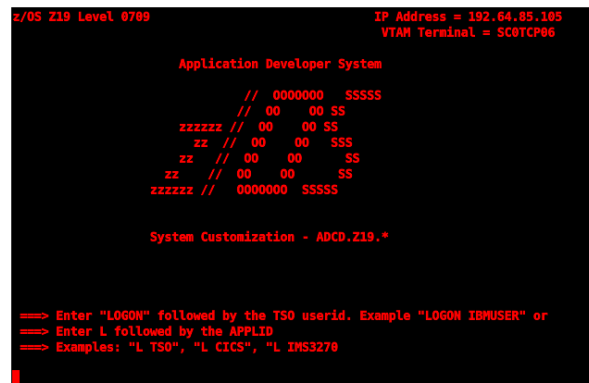 z/OS Z19 Level 0709 IP Address = 192.64.85.105
VTAM Terminal = SC0TCP06
Application Developer System
// OOOOOOO SSSSS
// OO OO SS
zzzzzz // OO OO SS
zz // OO OO SSS
zz // OO OO SS
zz // OO OO SS
zzzzzz // OOOOOOO SSSSS
System Customization - ADCD.Z19.*
===> Enter "LOGON" followed by the TSO userid. Example "LOGON IBMUSER" or
===> Enter L followed by the APPLID
===> Examples: "L TSO", "L CICS", "L IMS3270